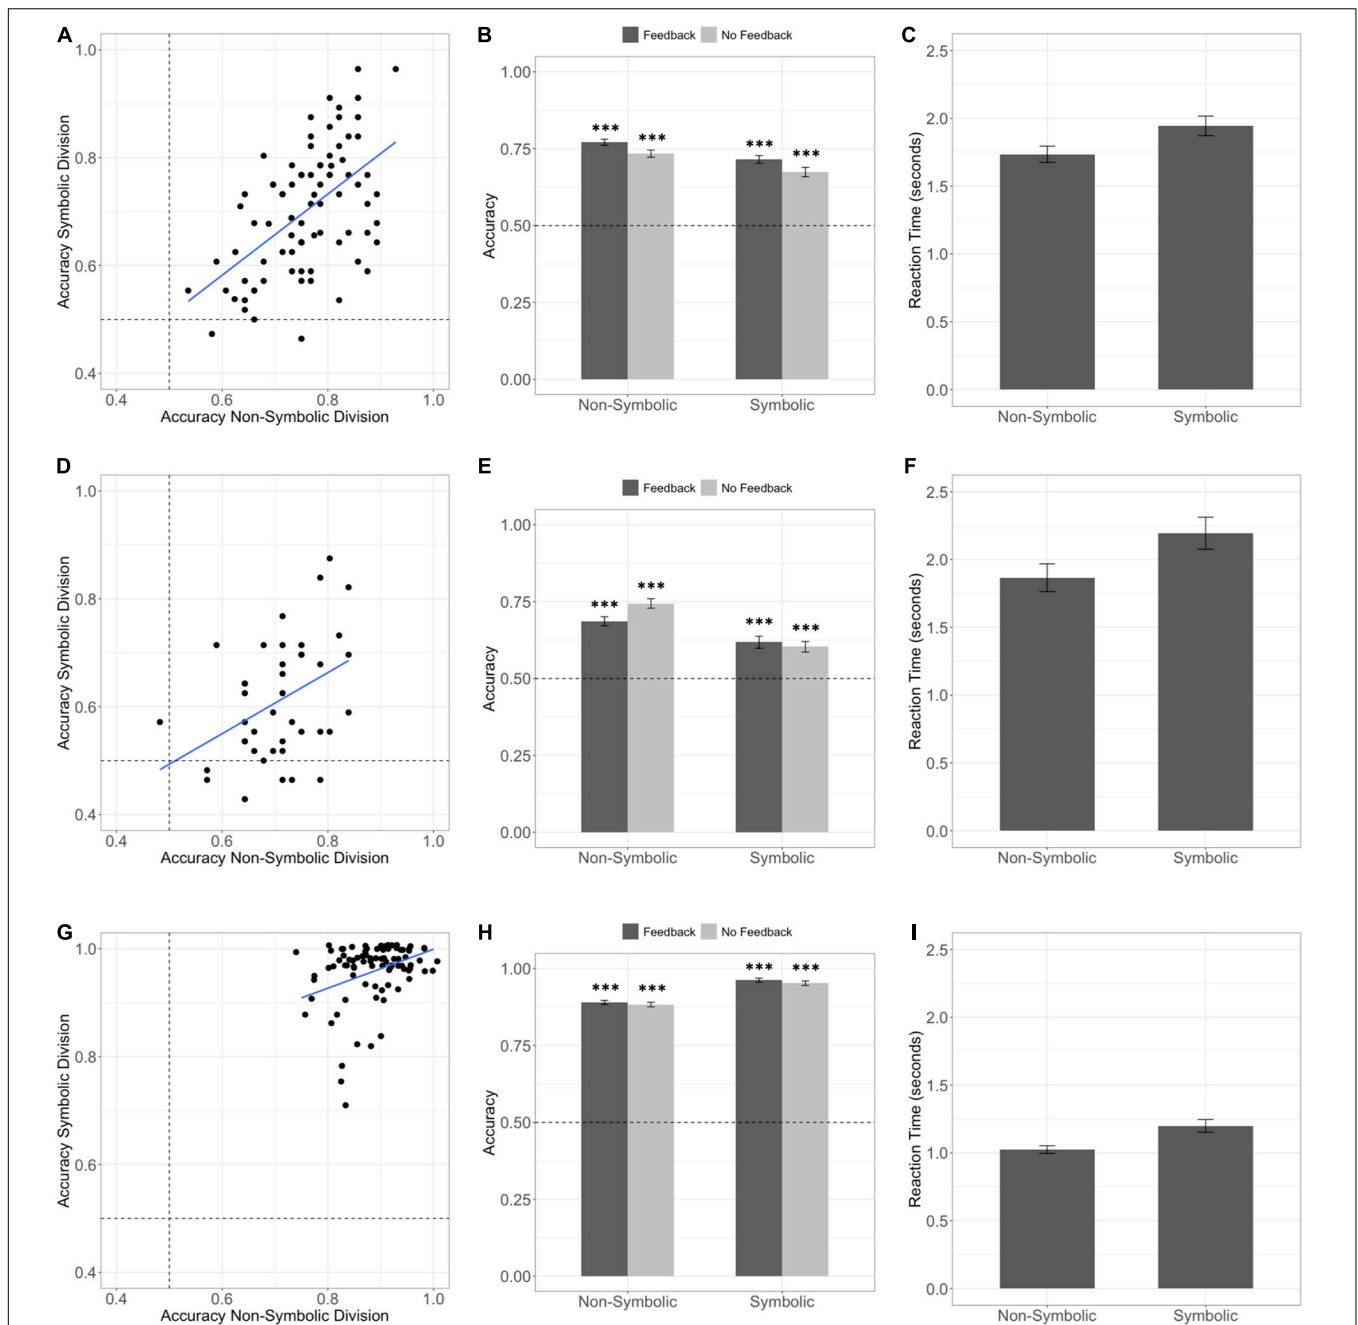 A
1.0
0.8
0.6
0.4
Accuracy Symbolic Division
0.4 0.6 0.8 1.0
Accuracy Non-Symbolic Division
B
Feedback No Feedback
1.00
0.75
0.50
0.25
0.00
Accuracy
*** *** *** ***
Non-Symbolic Symbolic
C
2.5
2.0
1.5
1.0
0.5
0.0
Reaction Time (seconds)
Non-Symbolic Symbolic
D
1.0
0.8
0.6
0.4
Accuracy Symbolic Division
0.4 0.6 0.8 1.0
Accuracy Non-Symbolic Division
E
Feedback No Feedback
1.00
0.75
0.50
0.25
0.00
Accuracy
*** *** *** ***
Non-Symbolic Symbolic
F
2.5
2.0
1.5
1.0
0.5
0.0
Reaction Time (seconds)
Non-Symbolic Symbolic
G
1.0
0.8
0.6
0.4
Accuracy Symbolic Division
0.4 0.6 0.8 1.0
Accuracy Non-Symbolic Division
H
Feedback No Feedback
1.00
0.75
0.50
0.25
0.00
Accuracy
*** *** *** ***
Non-Symbolic Symbolic
I
2.5
2.0
1.5
1.0
0.5
0.0
Reaction Time (seconds)
Non-Symbolic Symbolic